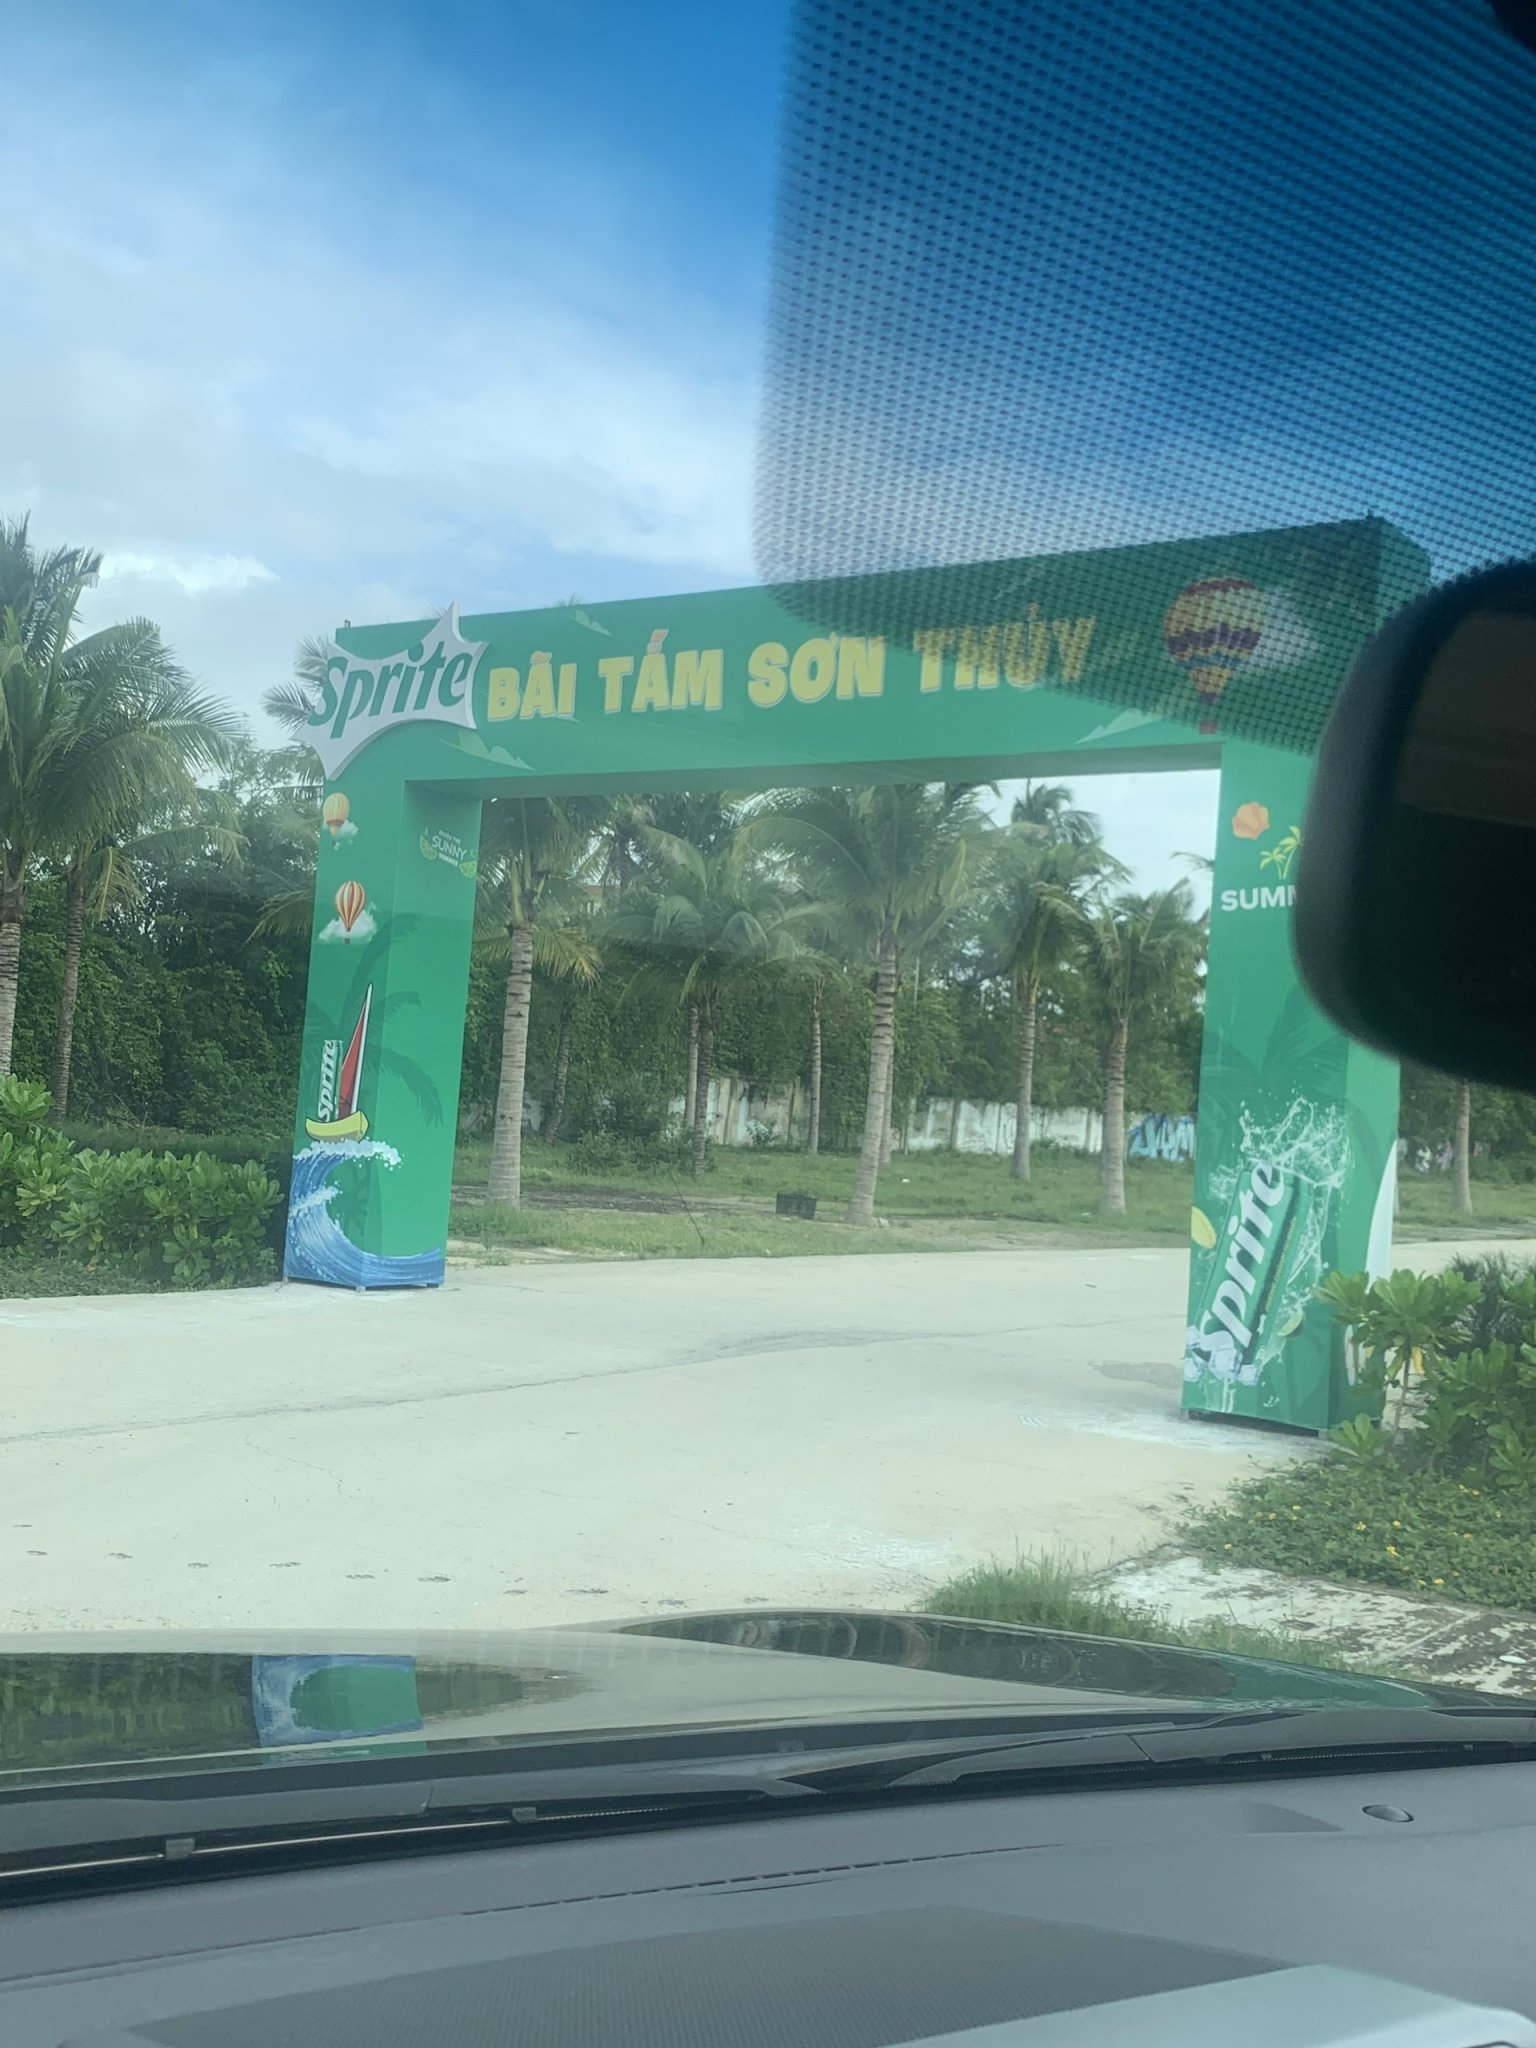 Sprite
BÃI TẮM SƠN THỦY
SUNNY
SUMM
Sprite
Sprite